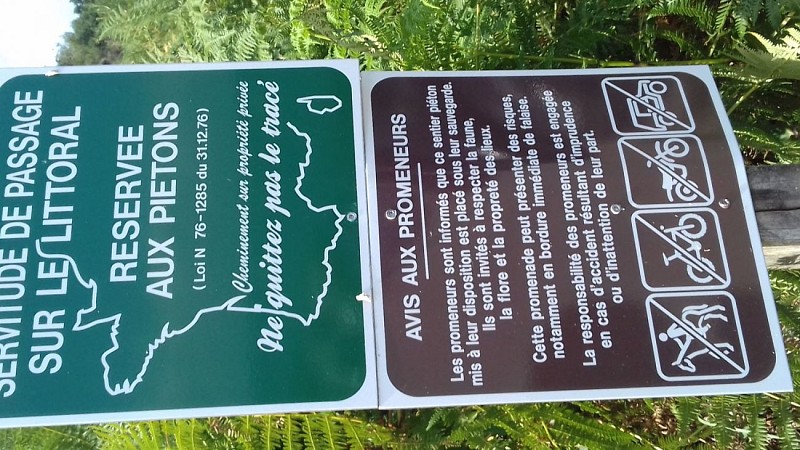 SERVITUDE DE PASSAGE
SUR LE LITTORAL
RESERVEE
AUX PIETONS
(Loi N 76-1285 du 31.12.76)
Cheminement sur propriété privée
Ne quittez pas le tracé
AVIS AUX PROMENEURS
Les promeneurs sont informés que ce sentier piéton
mis à leur disposition est placé sous leur sauvegarde.
Ils sont invités à respecter la faune,
la flore et la propreté des lieux.
Cette promenade peut présenter des risques,
notamment en bordure immédiate de falaise.
La responsabilité des promeneurs est engagée
en cas d'accident résultant d'imprudence
ou d'inattention de leur part.